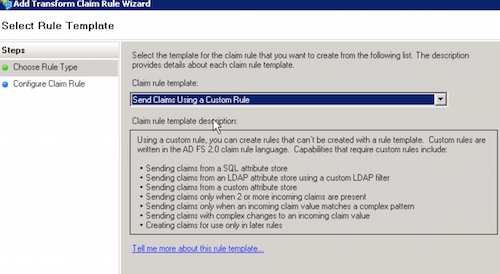 Add Transform Claim Rule Wizard
Select Rule Template
Steps
Choose Rule Type
Configure Claim Rule
Select the template for the claim rule that you want to create from the following list. The description
provides details about each claim rule template.
Claim rule template:
Send Claims Using a Custom Rule
Claim rule template description:
Using a custom rule, you can create rules that can't be created with a rule template. Custom rules are
written in the AD FS 2.0 claim rule language. Capabilities that require custom rules include:
• Sending claims from a SQL attribute store
• Sending claims from an LDAP attribute store using a custom LDAP filter
• Sending claims from a custom attribute store
• Sending claims only when 2 or more incoming claims are present
• Sending claims only when an incoming claim value matches a complex pattern
• Sending claims with complex changes to an incoming claim value
• Creating claims for use only in later rules
Tell me more about this rule template...